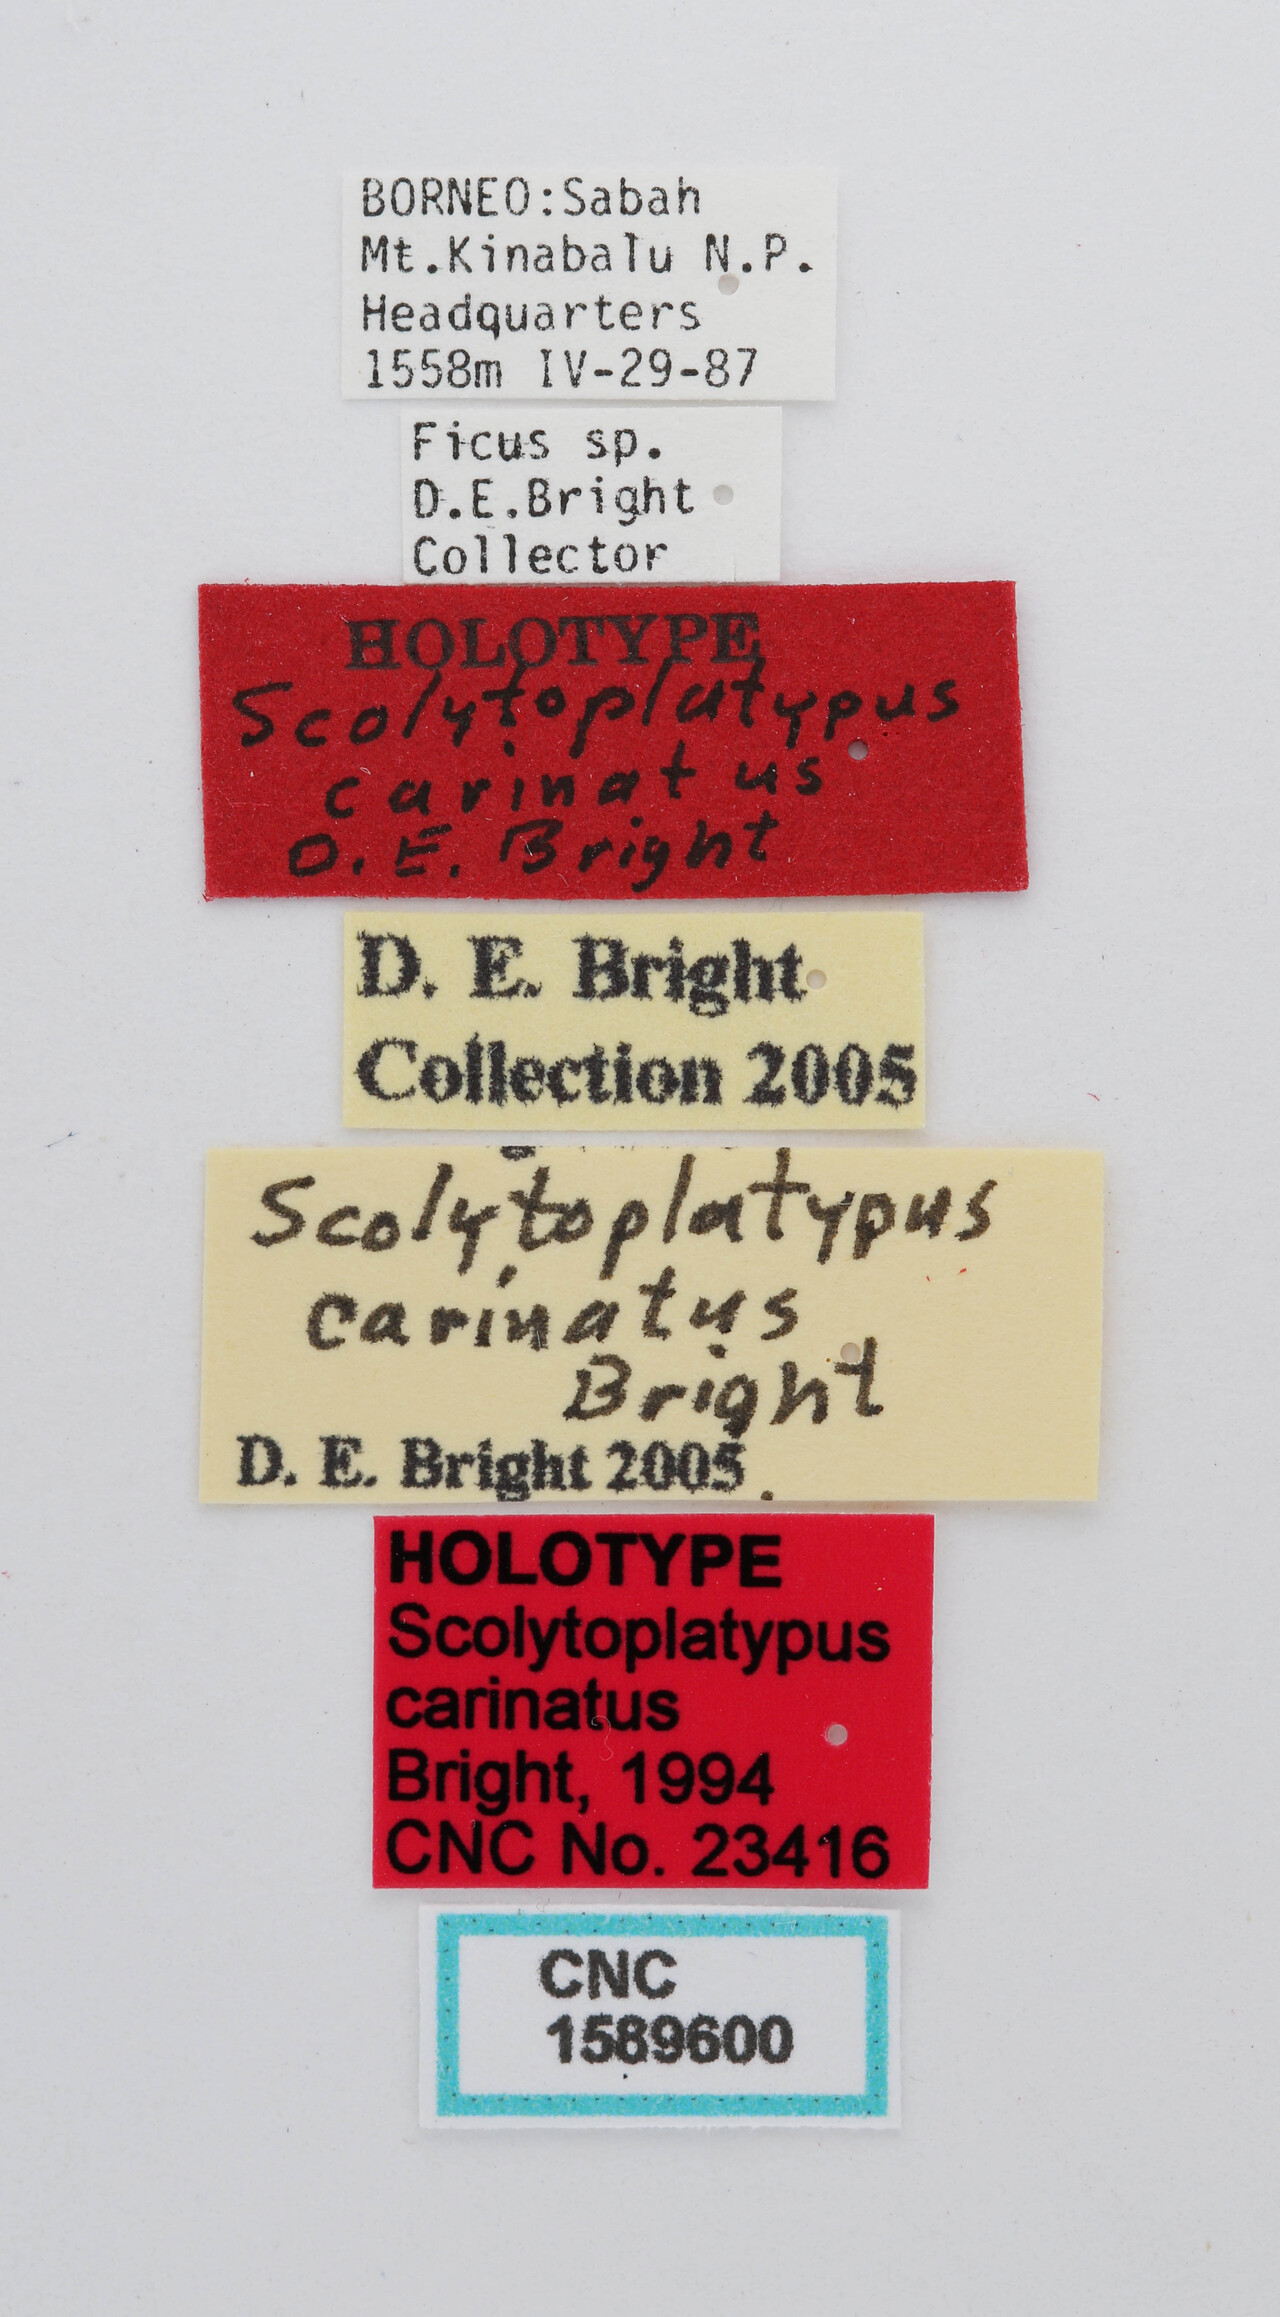 BORNEO:Sabah
Mt.Kinabalu N.P.
Headquarters
1558m IV-29-87
Ficus sp.
D.E.Bright
Collector
HOLOTYPE
Scolytoplatypus
carinatus
D.E. Bright
D. E. Bright
Collection 2005
Scolytoplatypus
carinatus
Bright
D. E. Bright 2005
HOLOTYPE
Scolytoplatypus
carinatus
Bright, 1994
CNC No. 23416
CNC
1589600